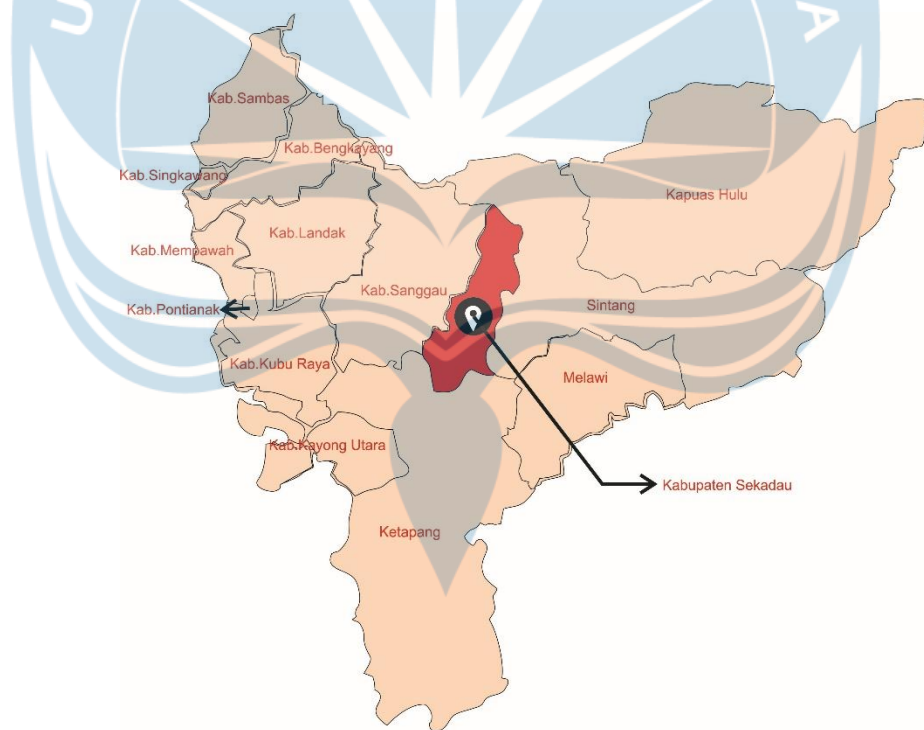 U
A
Kab.Sambas
Kab.Bengkayang
Kab.Singkawang
Kapuas Hulu
Kab.Landak
Kab.Mempawah
Kab.Sanggau
Sintang
Kab.Pontianak
Kab.Kubu Raya
Melawi
Kab.Kayong Utara
Kabupaten Sekadau
Ketapang